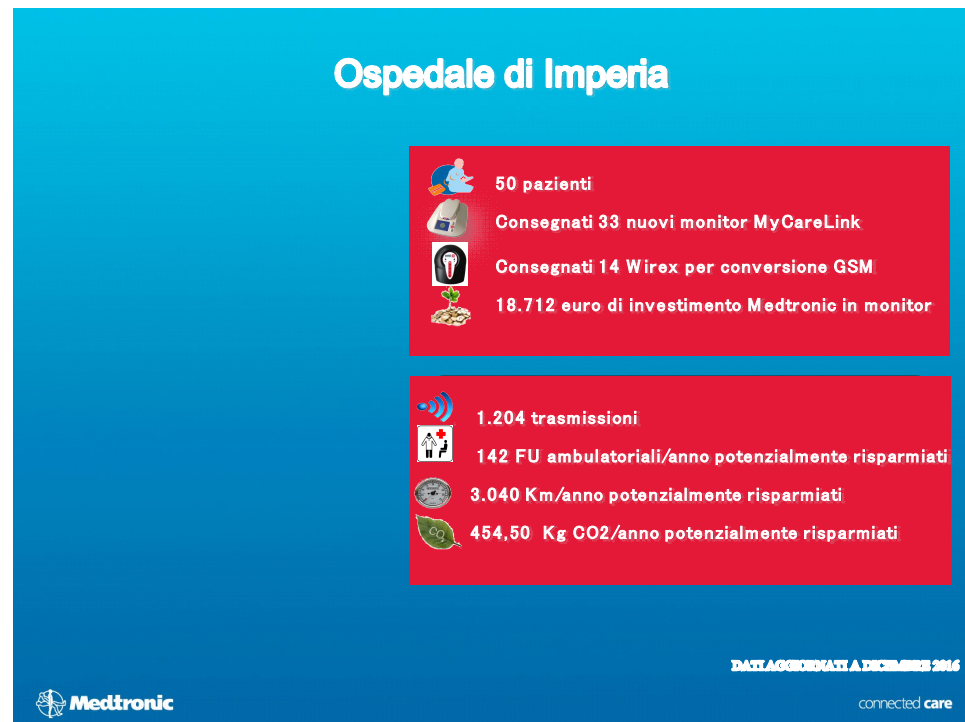 Ospedale di Imperia
50 pazienti
Consegnati 33 nuovi monitor MyCareLink
Consegnati 14 Wirex per conversione GSM
18.712 euro di investimento Medtronic in monitor
1.204 trasmissioni
142 FU ambulatoriali/anno potenzialmente risparmiati
3.040 Km/anno potenzialmente risparmiati
CO2
454,50 Kg CO2/anno potenzialmente risparmiati
DATI AGGIORNATI A DICEMBRE 2016
Medtronic
connected care